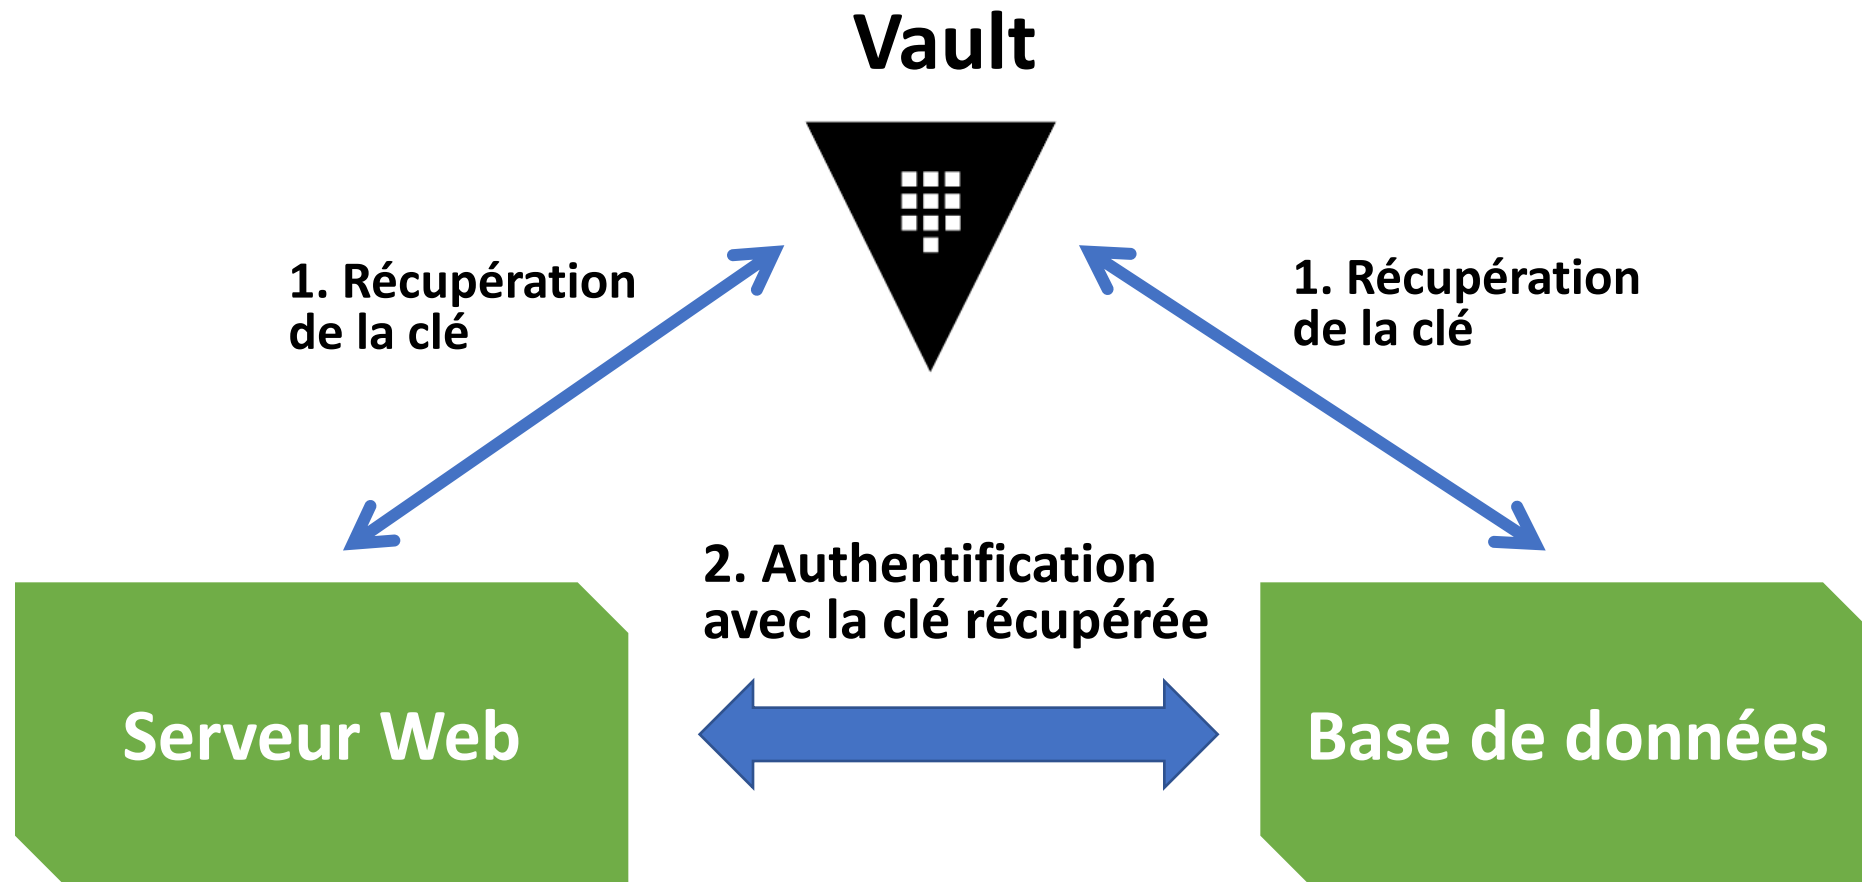 Vault
1. Récupération
de la clé
1. Récupération
de la clé
2. Authentification
avec la clé récupérée
Serveur Web
Base de données